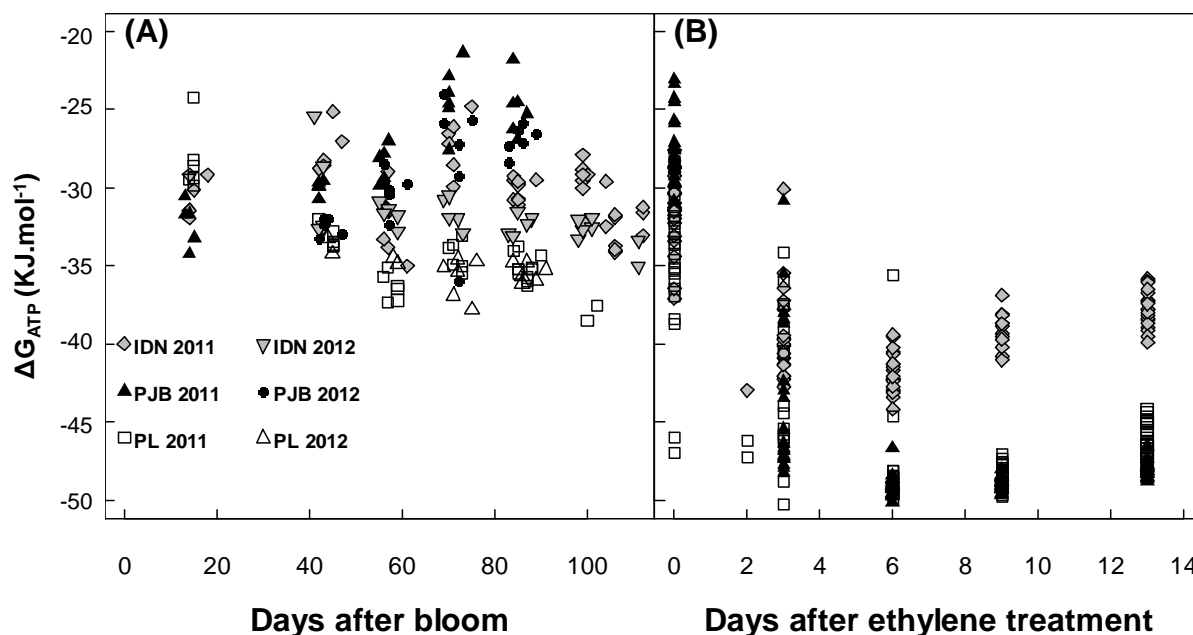 (A) (B)
ΔG_ATP (KJ.mol⁻¹)
-20
-25
-30
-35
-40
-45
-50
IDN 2011 IDN 2012
PJB 2011 PJB 2012
PL 2011 PL 2012
0 20 40 60 80 100 0 2 4 6 8 10 12 14
Days after bloom Days after ethylene treatment